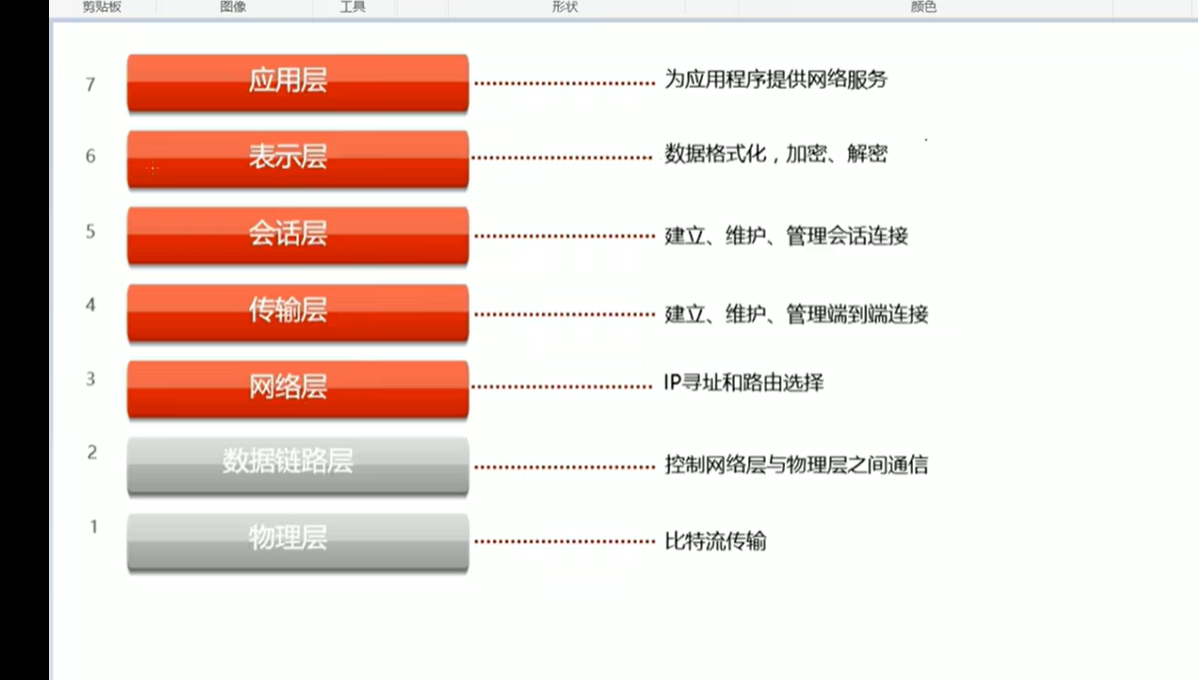 剪贴板 图像 工具 形状 颜色
7 应用层 为应用程序提供网络服务
6 表示层 数据格式化，加密、解密
5 会话层 建立、维护、管理会话连接
4 传输层 建立、维护、管理端到端连接
3 网络层 IP寻址和路由选择
2 数据链路层 控制网络层与物理层之间通信
1 物理层 比特流传输